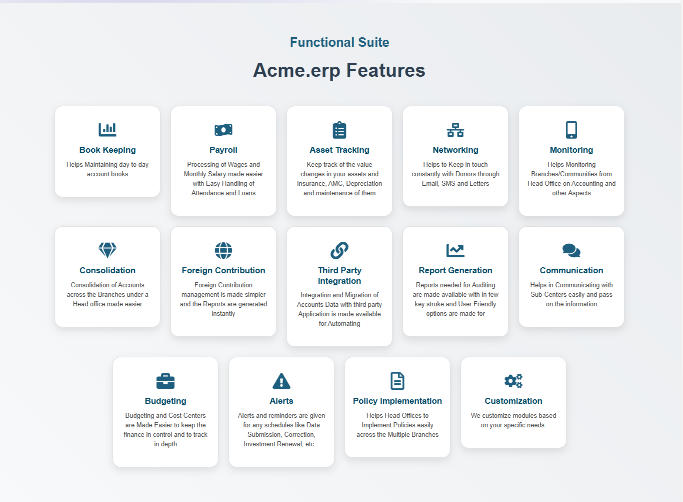 Functional Suite
Acme.erp Features
Book Keeping
Helps Maintaining day to day
account books
Payroll
Processing of Wages and
Monthly Salary made easier
with Easy Handling of
Attendance and Loans
Asset Tracking
Keep track of the value
changes in your assets and
Insurance, AMC, Depreciation
and maintenance of them
Networking
Helps to Keep in touch
constantly with Donors through
Email, SMS and Letters
Monitoring
Helps Monitoring
Branches/Communities from
Head Office on Accounting and
other Aspects
Consolidation
Consolidation of Accounts
across the Branches under a
Head office made easier
Foreign Contribution
Foreign Contribution
management is made simpler
and the Reports are generated
instantly
Third Party
Integration
Integration and Migration of
Accounts Data with third party
Application is made available
for Automating
Report Generation
Reports needed for Auditing
are made available with in few
key stroke and User Friendly
options are made for
Communication
Helps in Communicating with
Sub Centers easily and pass
on the information
Budgeting
Budgeting and Cost Centers
are Made Easier to keep the
finance in control and to track
in depth
Alerts
Alerts and reminders are given
for any schedules like Data
Submission, Correction,
Investment Renewal, etc
Policy Implementation
Helps Head Offices to
Implement Policies easily
across the Multiple Branches
Customization
We customize modules based
on your specific needs